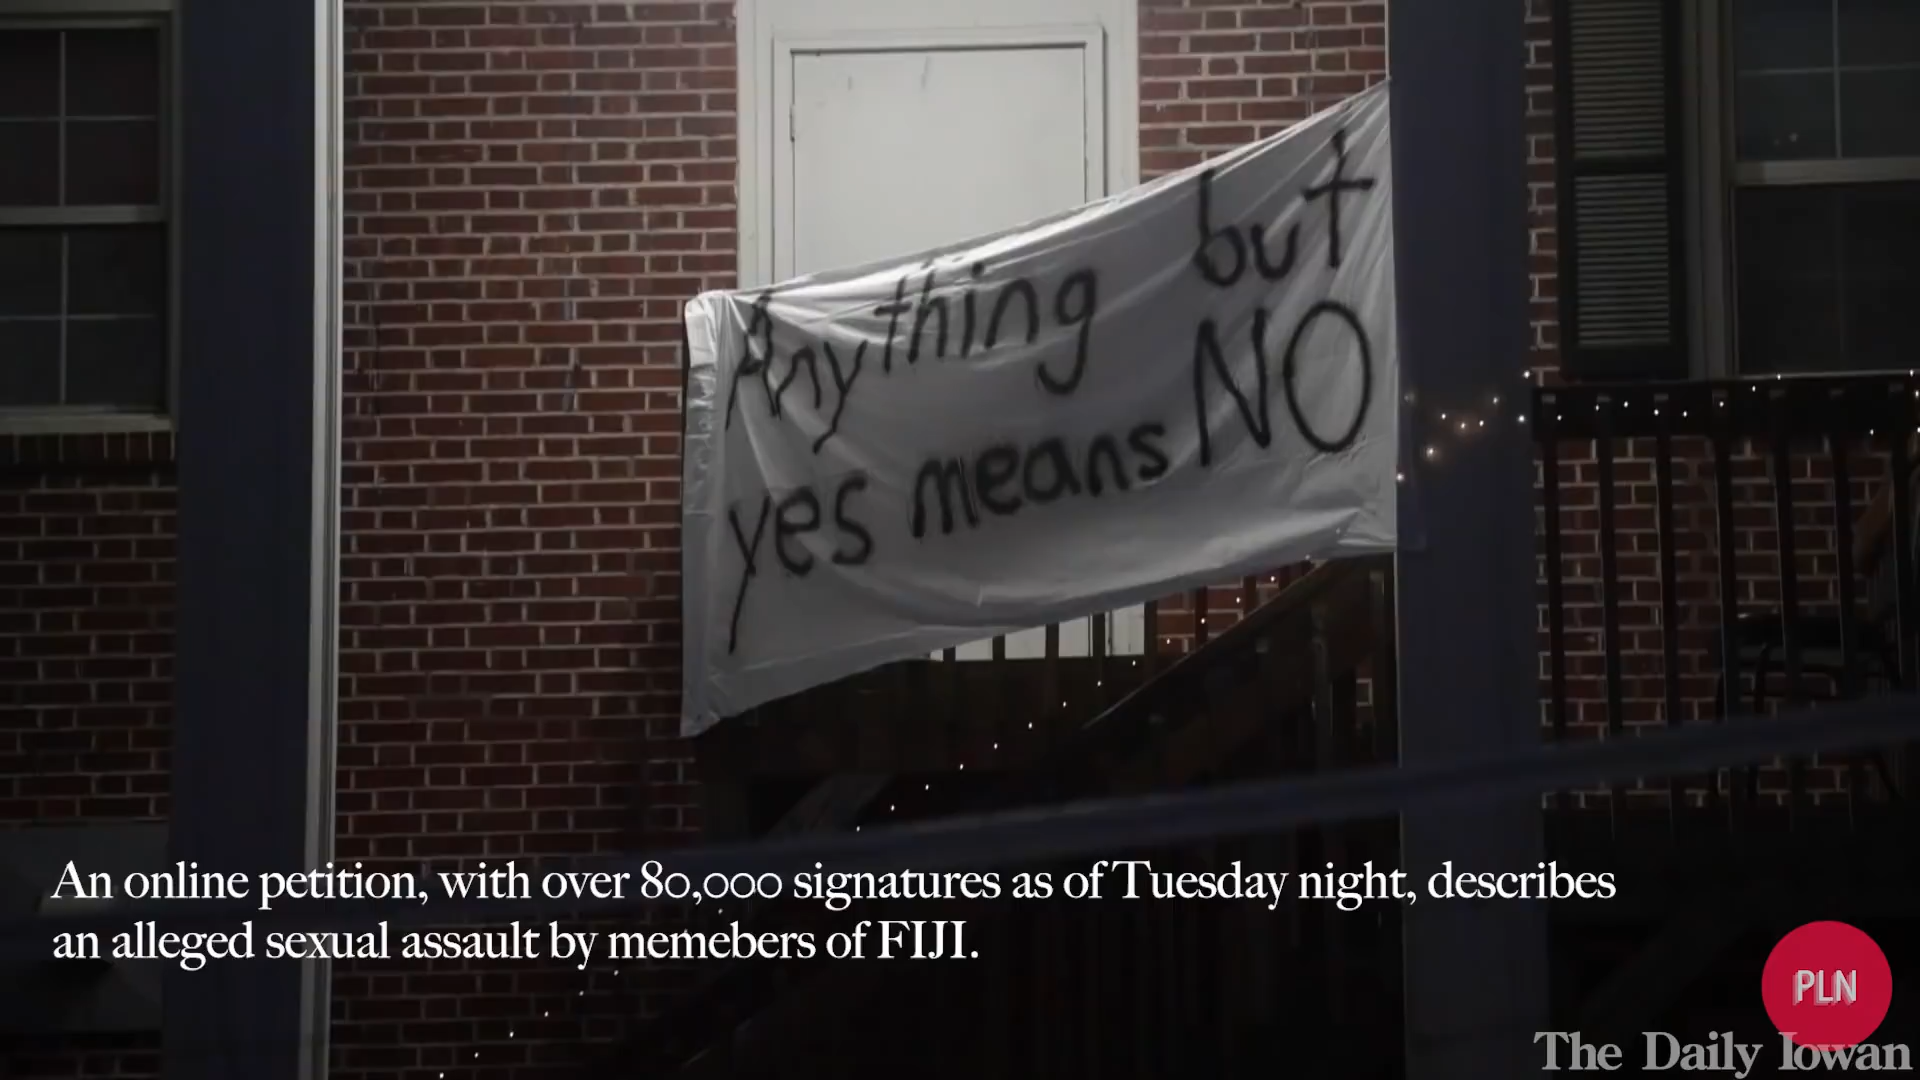 Anything but
yes means NO
An online petition, with over 80,000 signatures as of Tuesday night, describes
an alleged sexual assault by memebers of FIJI.
PLN
The Daily Iowan